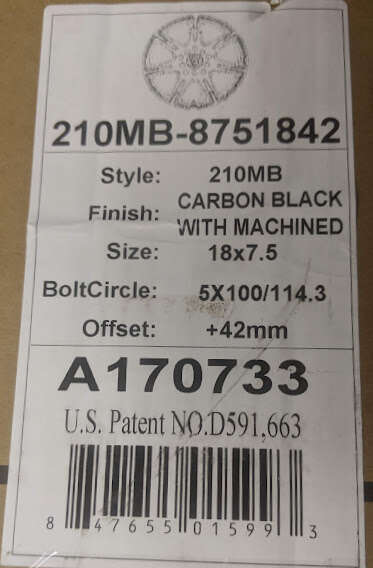 210MB-8751842
Style: 210MB
Finish: CARBON BLACK
WITH MACHINED
Size: 18x7.5
BoltCircle: 5X100/114.3
Offset: +42mm
A170733
U.S. Patent NO.D591,663
8 47655 01599 3